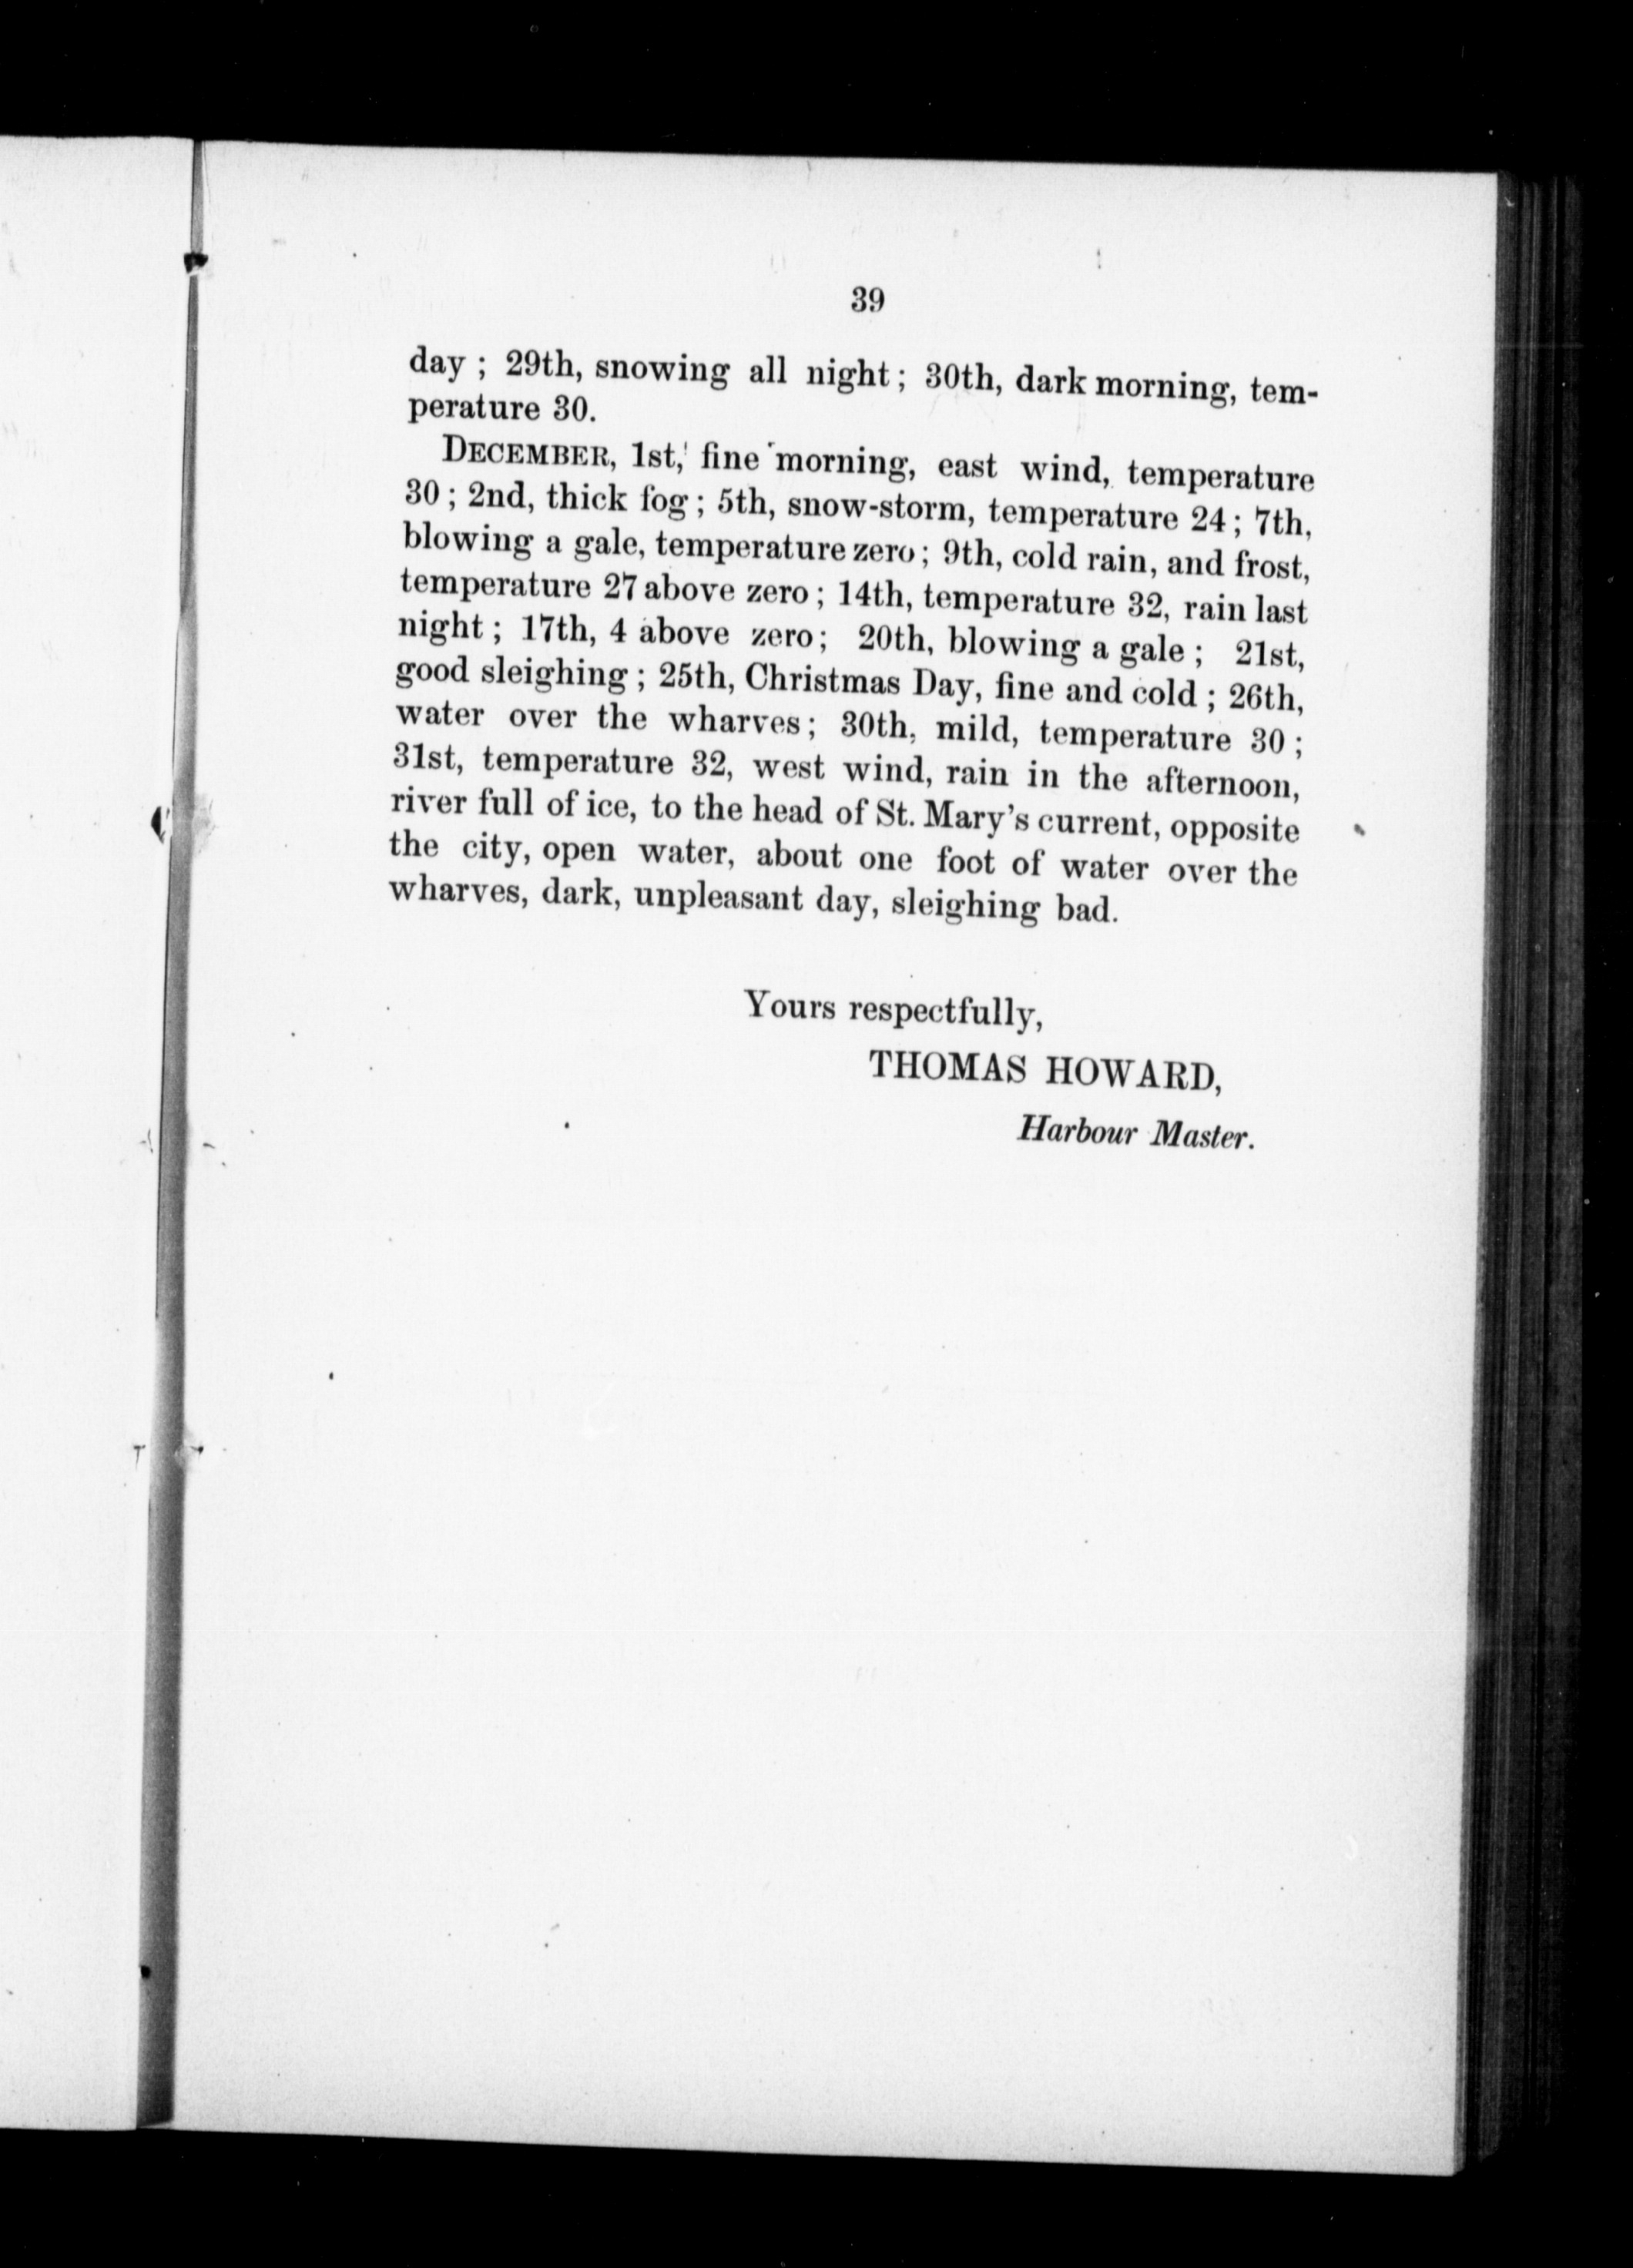 39
day ; 29th, snowing all night ; 30th, dark morning, tem-
perature 30.
DECEMBER, 1st, fine morning, east wind, temperature
30 ; 2nd, thick fog ; 5th, snow-storm, temperature 24 ; 7th,
blowing a gale, temperature zero ; 9th, cold rain, and frost,
temperature 27 above zero ; 14th, temperature 32, rain last
night ; 17th, 4 above zero ; 20th, blowing a gale ; 21st,
good sleighing ; 25th, Christmas Day, fine and cold ; 26th,
water over the wharves ; 30th, mild, temperature 30 ;
31st, temperature 32, west wind, rain in the afternoon,
river full of ice, to the head of St. Mary's current, opposite
the city, open water, about one foot of water over the
wharves, dark, unpleasant day, sleighing bad.
Yours respectfully,
THOMAS HOWARD,
Harbour Master.